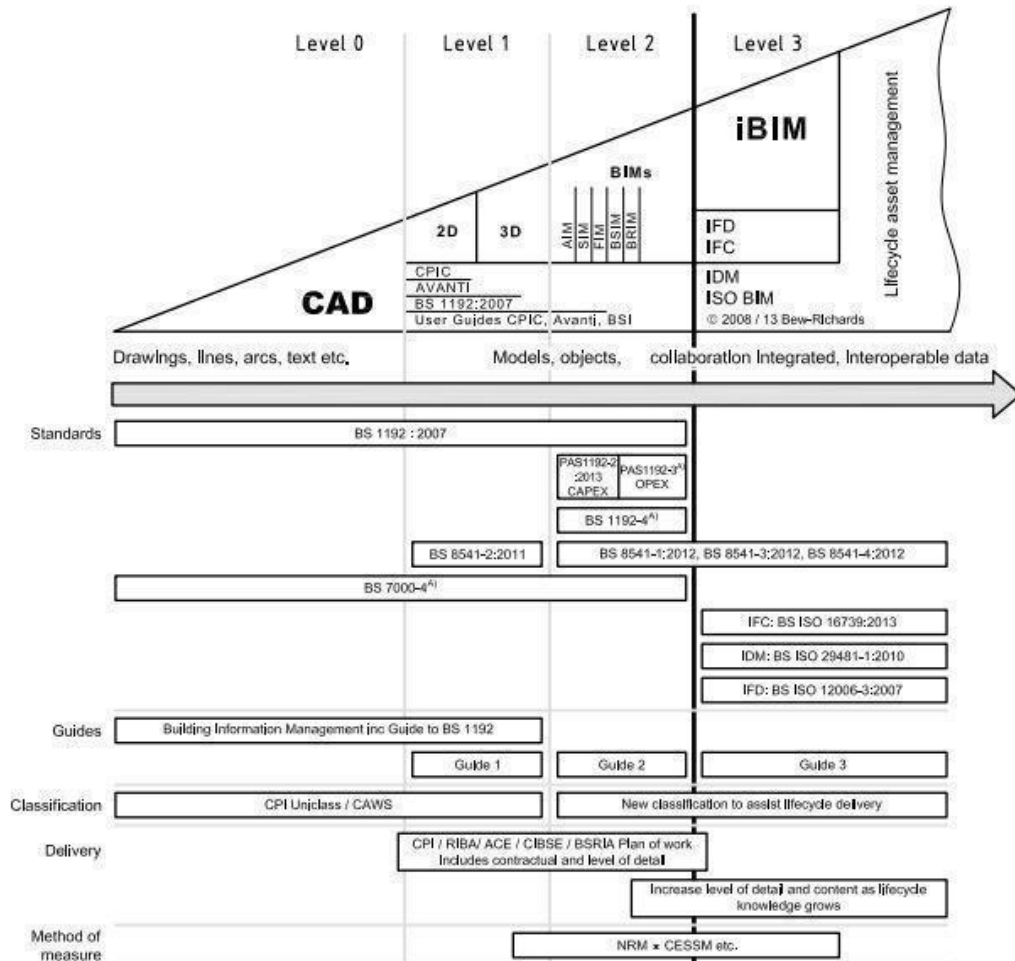 Level 0 Level 1 Level 2 Level 3
iBIM
Lifecycle asset management
BIMs
2D 3D
AIM
SIM
FIM
BSIM
BRIM
IFD
IFC
CAD
CPIC
AVANTI
BS 1192:2007
User Guides CPIC, Avanti, BSI
IDM
ISO BIM
© 2008 / 13 Bew-Richards
Drawings, lines, arcs, text etc. Models, objects, collaboration Integrated, Interoperable data
Standards
BS 1192 : 2007
PAS1192-2
:2013
CAPEX
PAS1192-3A)
OPEX
BS 1192-4A)
BS 8541-2:2011
BS 8541-1:2012, BS 8541-3:2012, BS 8541-4:2012
BS 7000-4A)
IFC: BS ISO 16739:2013
IDM: BS ISO 29481-1:2010
IFD: BS ISO 12006-3:2007
Guides
Building Information Management inc Guide to BS 1192
Guide 1
Guide 2
Guide 3
Classification
CPI Uniclass / CAWS
New classification to assist lifecycle delivery
Delivery
CPI / RIBA/ ACE / CIBSE / BSRIA Plan of work
Includes contractual and level of detail
Increase level of detail and content as lifecycle
knowledge grows
Method of
measure
NRM × CESSM etc.